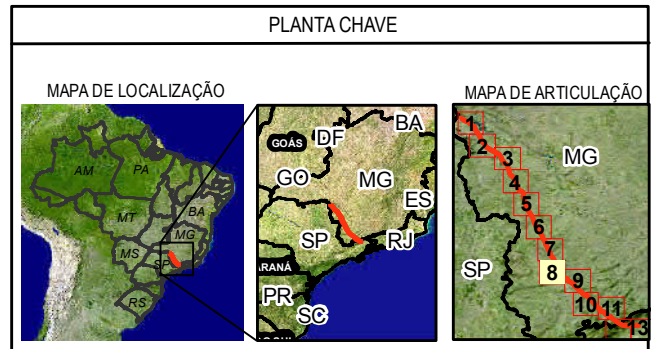 PLANTA CHAVE
MAPA DE LOCALIZAÇÃO
AM
PA
MT
BA
MG
MS
SP
RS
BA
DF
GOÁS
GO
MG
ES
SP
RJ
ARANÁ
PR
SC
MAPA DE ARTICULAÇÃO
1
2
3
MG
4
5
6
7
SP
8
9
10
11
13